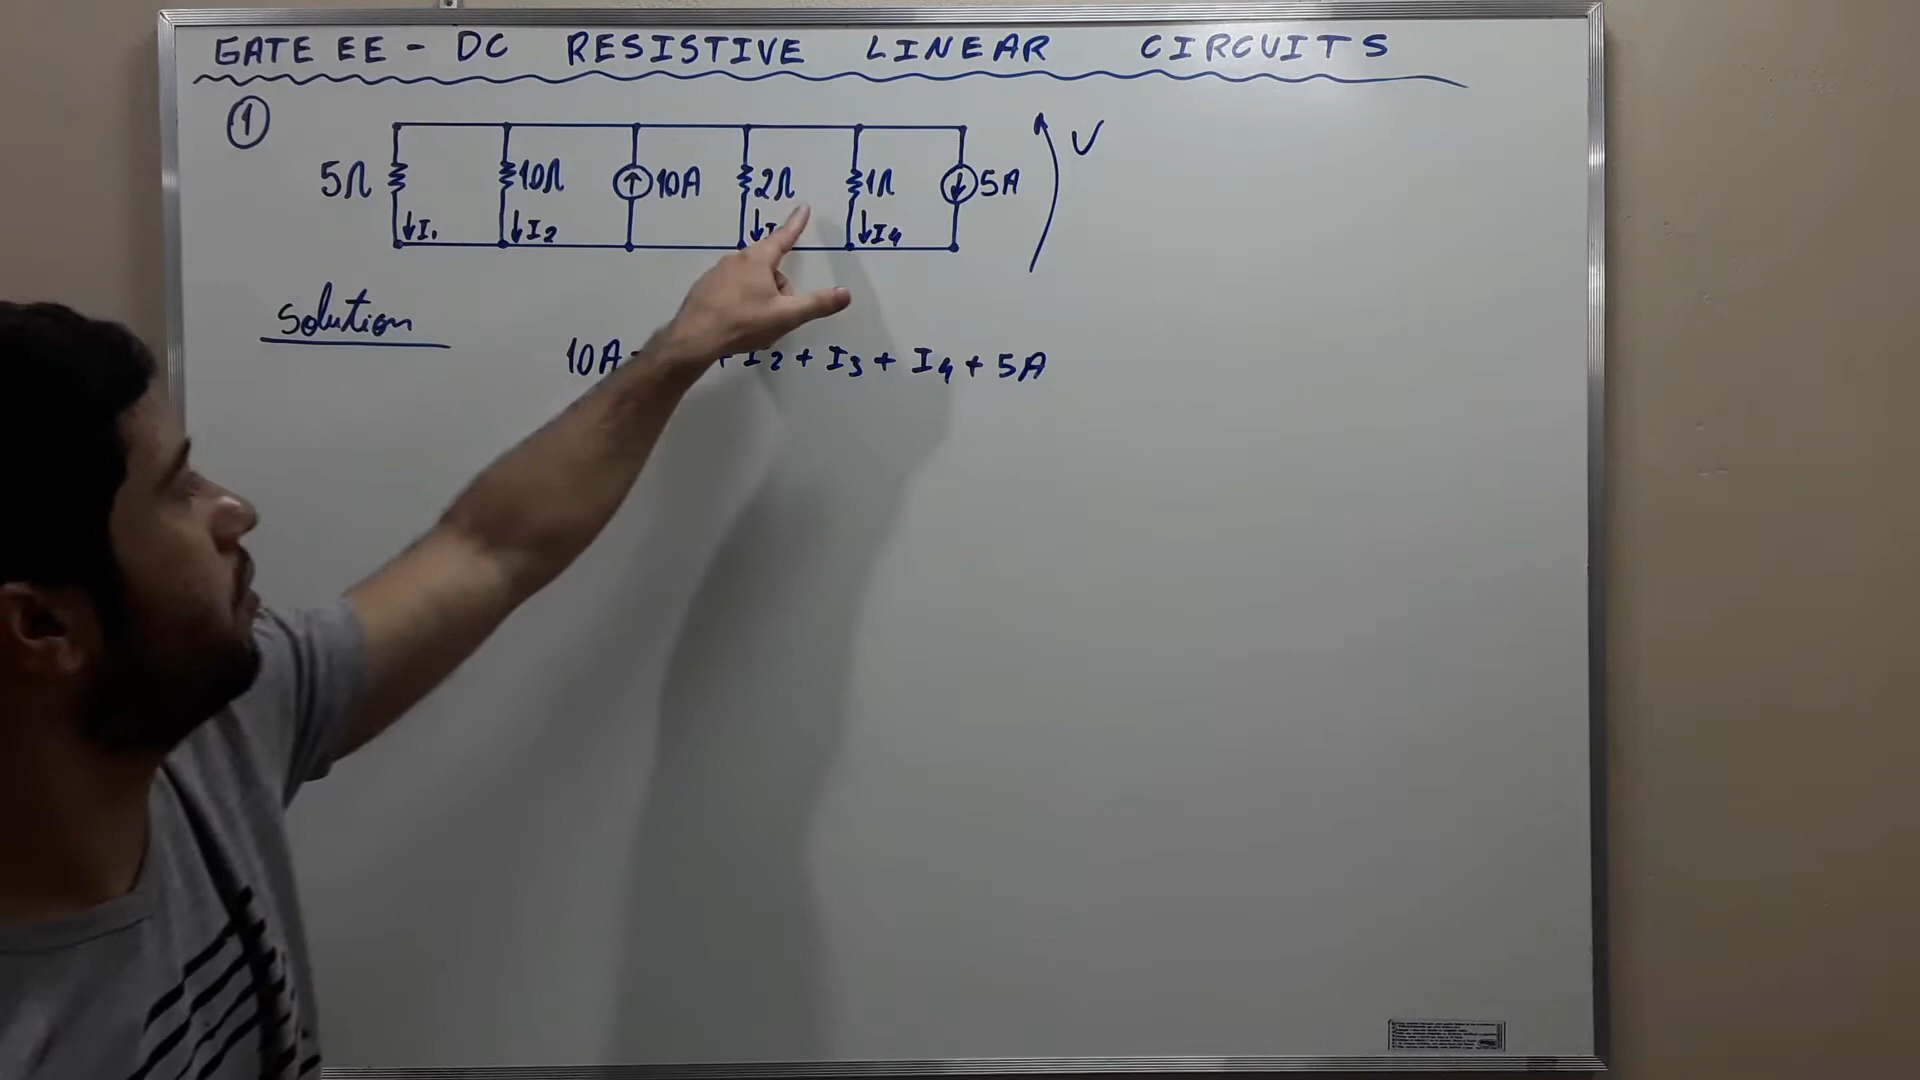 GATE EE - DC RESISTIVE LINEAR CIRCUITS
1
5Ω 10Ω 10A 2Ω 1Ω 5A V
I1 I2 I4
Solution
10A + I2 + I3 + I4 + 5A